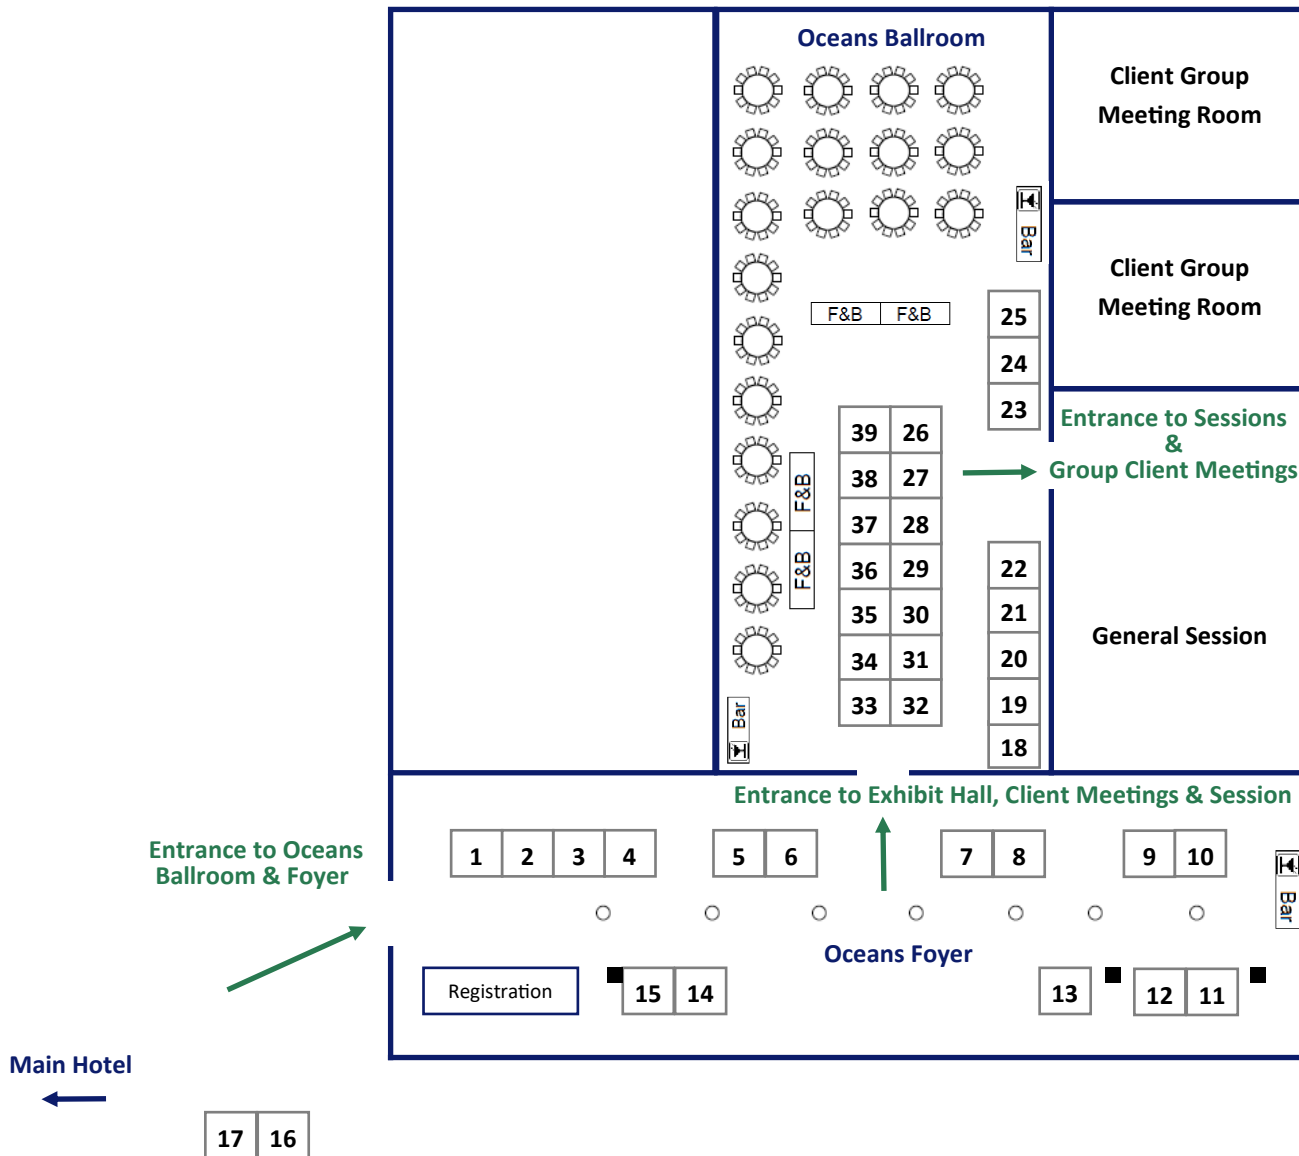 Oceans Ballroom
Client Group
Meeting Room
Bar
Client Group
Meeting Room
F&B F&B
25
24
23
Entrance to Sessions
&
Group Client Meetings
39 26
38 27
37 28
36 29
35 30
34 31
33 32
F&B
F&B
22
21
20
19
18
General Session
Bar
Entrance to Exhibit Hall, Client Meetings & Session
Entrance to Oceans
Ballroom & Foyer
1 2 3 4 5 6 7 8 9 10
Bar
Oceans Foyer
Registration
15 14 13 12 11
Main Hotel
17 16